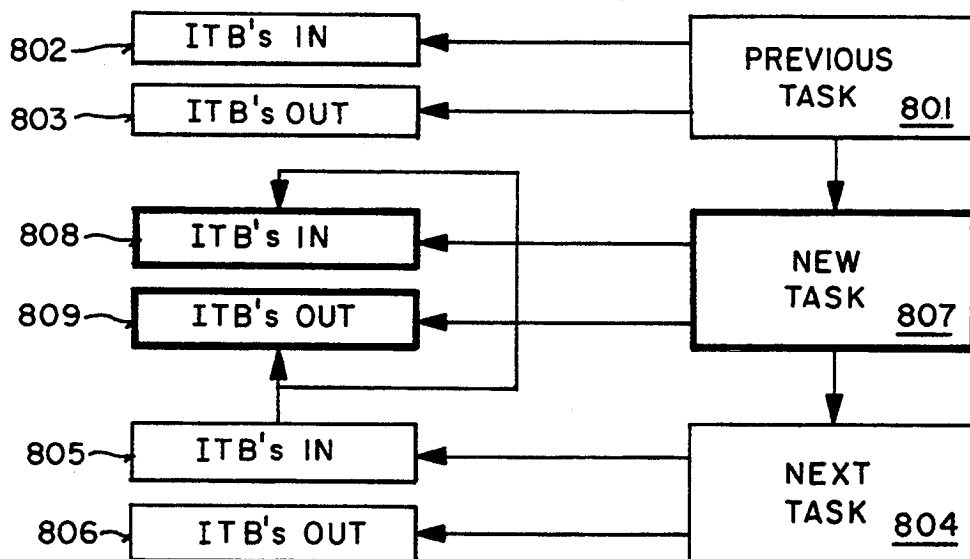 802
ITB's IN
PREVIOUS
TASK
801
803
ITB's OUT
808
ITB's IN
NEW
TASK
807
809
ITB's OUT
805
ITB's IN
NEXT
TASK
804
806
ITB's OUT